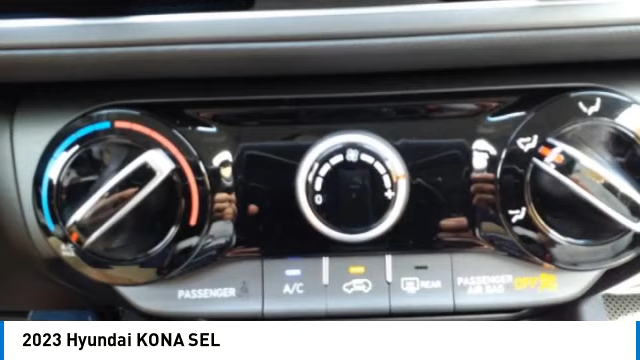 PASSENGER
A/C
REAR
PASSENGER
AIR BAG
OFF
2023 Hyundai KONA SEL